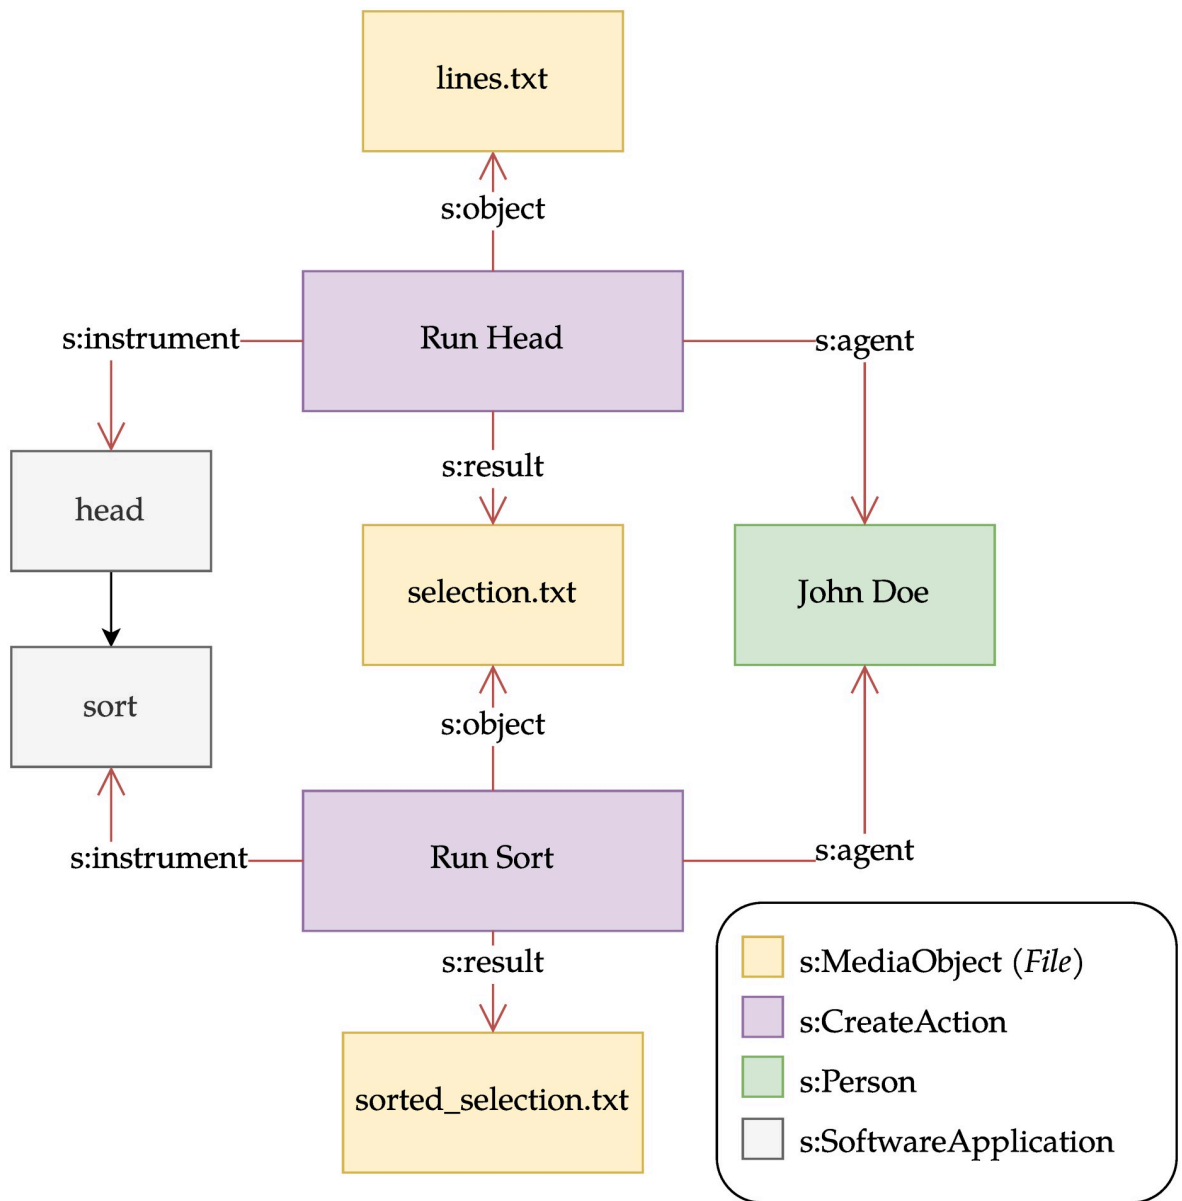 lines.txt
s:object
Run Head
s:instrument
s:agent
s:result
head
selection.txt
John Doe
sort
s:object
Run Sort
s:instrument
s:agent
s:result
sorted_selection.txt
s:MediaObject (File)
s:CreateAction
s:Person
s:SoftwareApplication